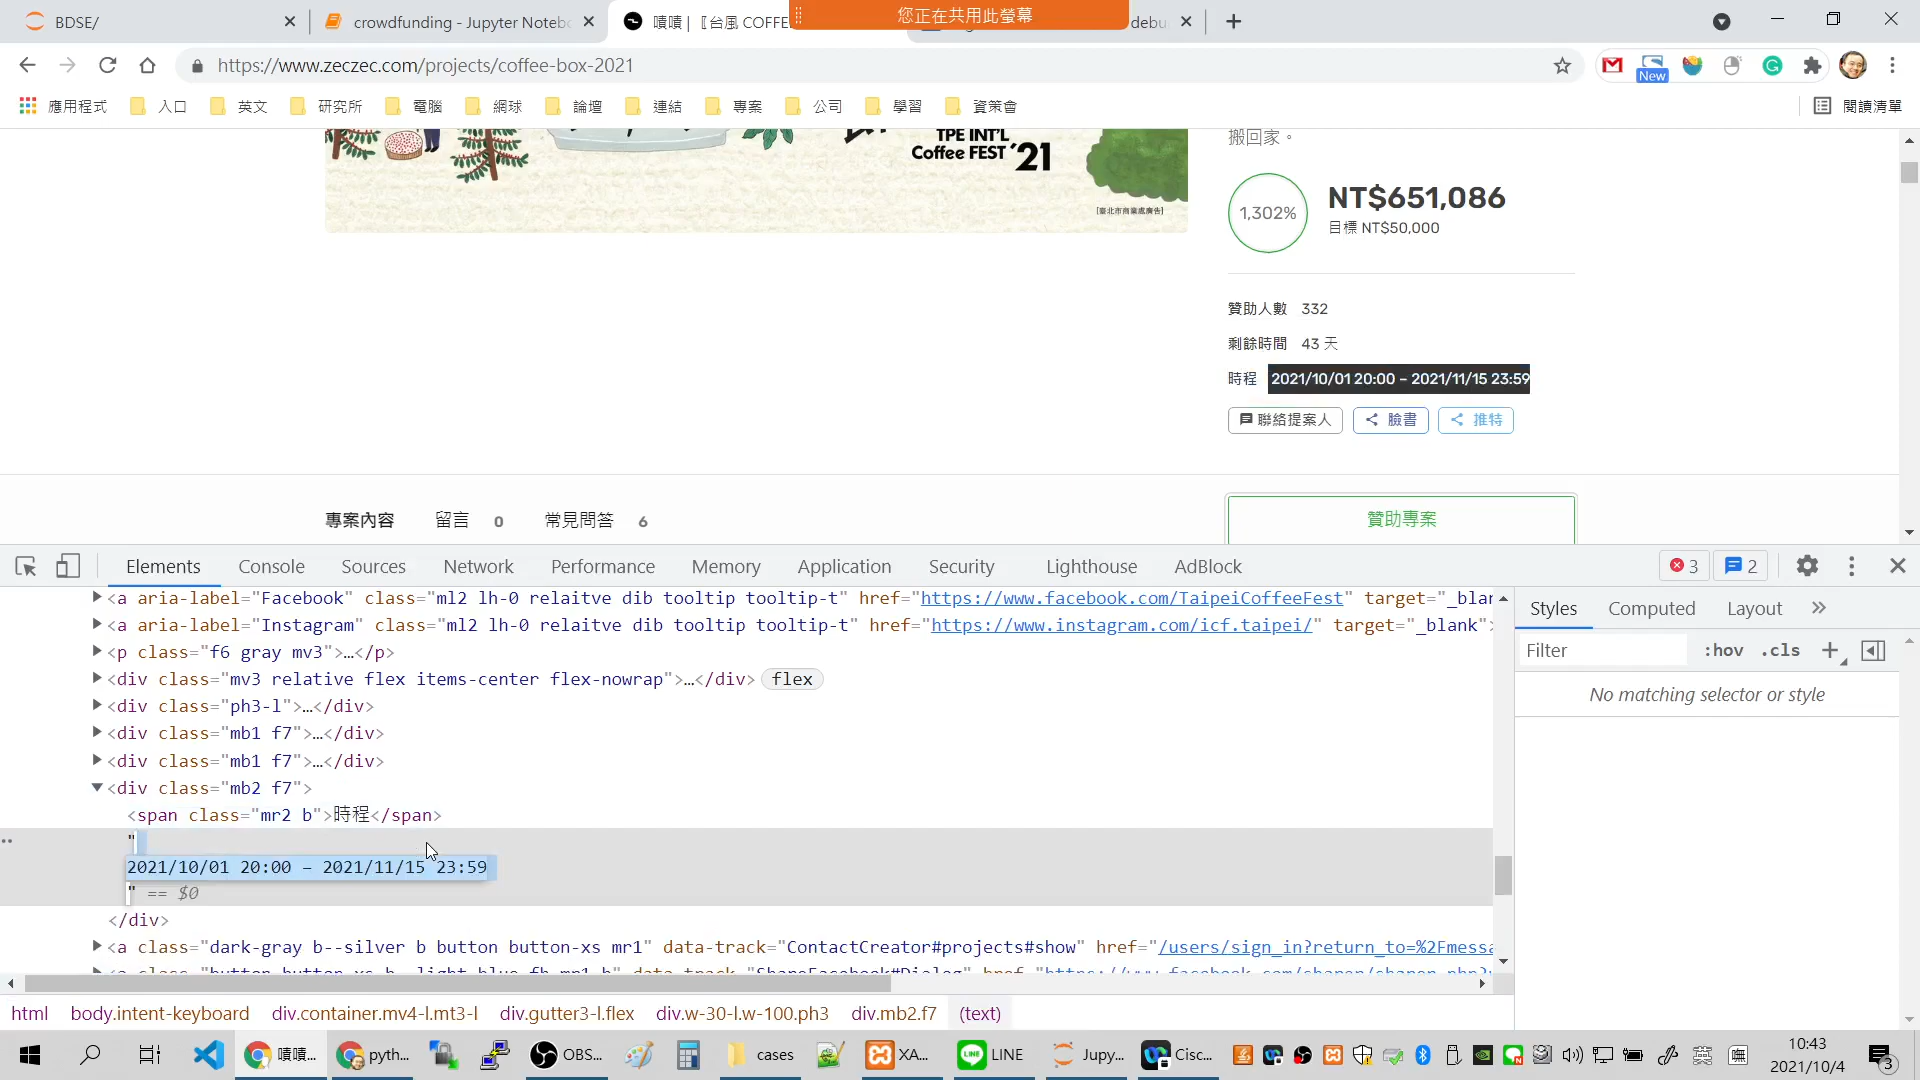 BDSE/
crowdfunding - Jupyter Noteb
嘖嘖 | 〖台風 COFFE
您正在共用此螢幕
debu
https://www.zeczec.com/projects/coffee-box-2021
New
應用程式
入口
英文
研究所
電腦
網球
論壇
連結
專案
公司
學習
資策會
閱讀清單
TPE INT'L
Coffee FEST '21
[臺北市商業處廣告]
搬回家。
1,302%
NT$651,086
目標 NT$50,000
贊助人數 332
剩餘時間 43 天
時程 2021/10/01 20:00 – 2021/11/15 23:59
聯絡提案人
臉書
推特
專案內容
留言 0
常見問答 6
贊助專案
Elements
Console
Sources
Network
Performance
Memory
Application
Security
Lighthouse
AdBlock
3
2
<a aria-label="Facebook" class="ml2 lh-0 relaitve dib tooltip tooltip-t" href="https://www.facebook.com/TaipeiCoffeeFest" target="_blan
<a aria-label="Instagram" class="ml2 lh-0 relaitve dib tooltip tooltip-t" href="https://www.instagram.com/icf.taipei/" target="_blank">
<p class="f6 gray mv3">…</p>
<div class="mv3 relative flex items-center flex-nowrap">…</div> flex
<div class="ph3-l">…</div>
<div class="mb1 f7">…</div>
<div class="mb1 f7">…</div>
<div class="mb2 f7">
<span class="mr2 b">時程</span>
"
2021/10/01 20:00 – 2021/11/15 23:59
" == $0
</div>
<a class="dark-gray b--silver b button button-xs mr1" data-track="ContactCreator#projects#show" href="/users/sign_in?return_to=%2Fmessa
Styles
Computed
Layout
Filter
:hov
.cls
No matching selector or style
html
body.intent-keyboard
div.container.mv4-l.mt3-l
div.gutter3-l.flex
div.w-30-l.w-100.ph3
div.mb2.f7
(text)
嘖嘖...
pyth...
OBS...
cases
XA...
LINE
Jupy...
Cisc...
英
10:43
2021/10/4
3